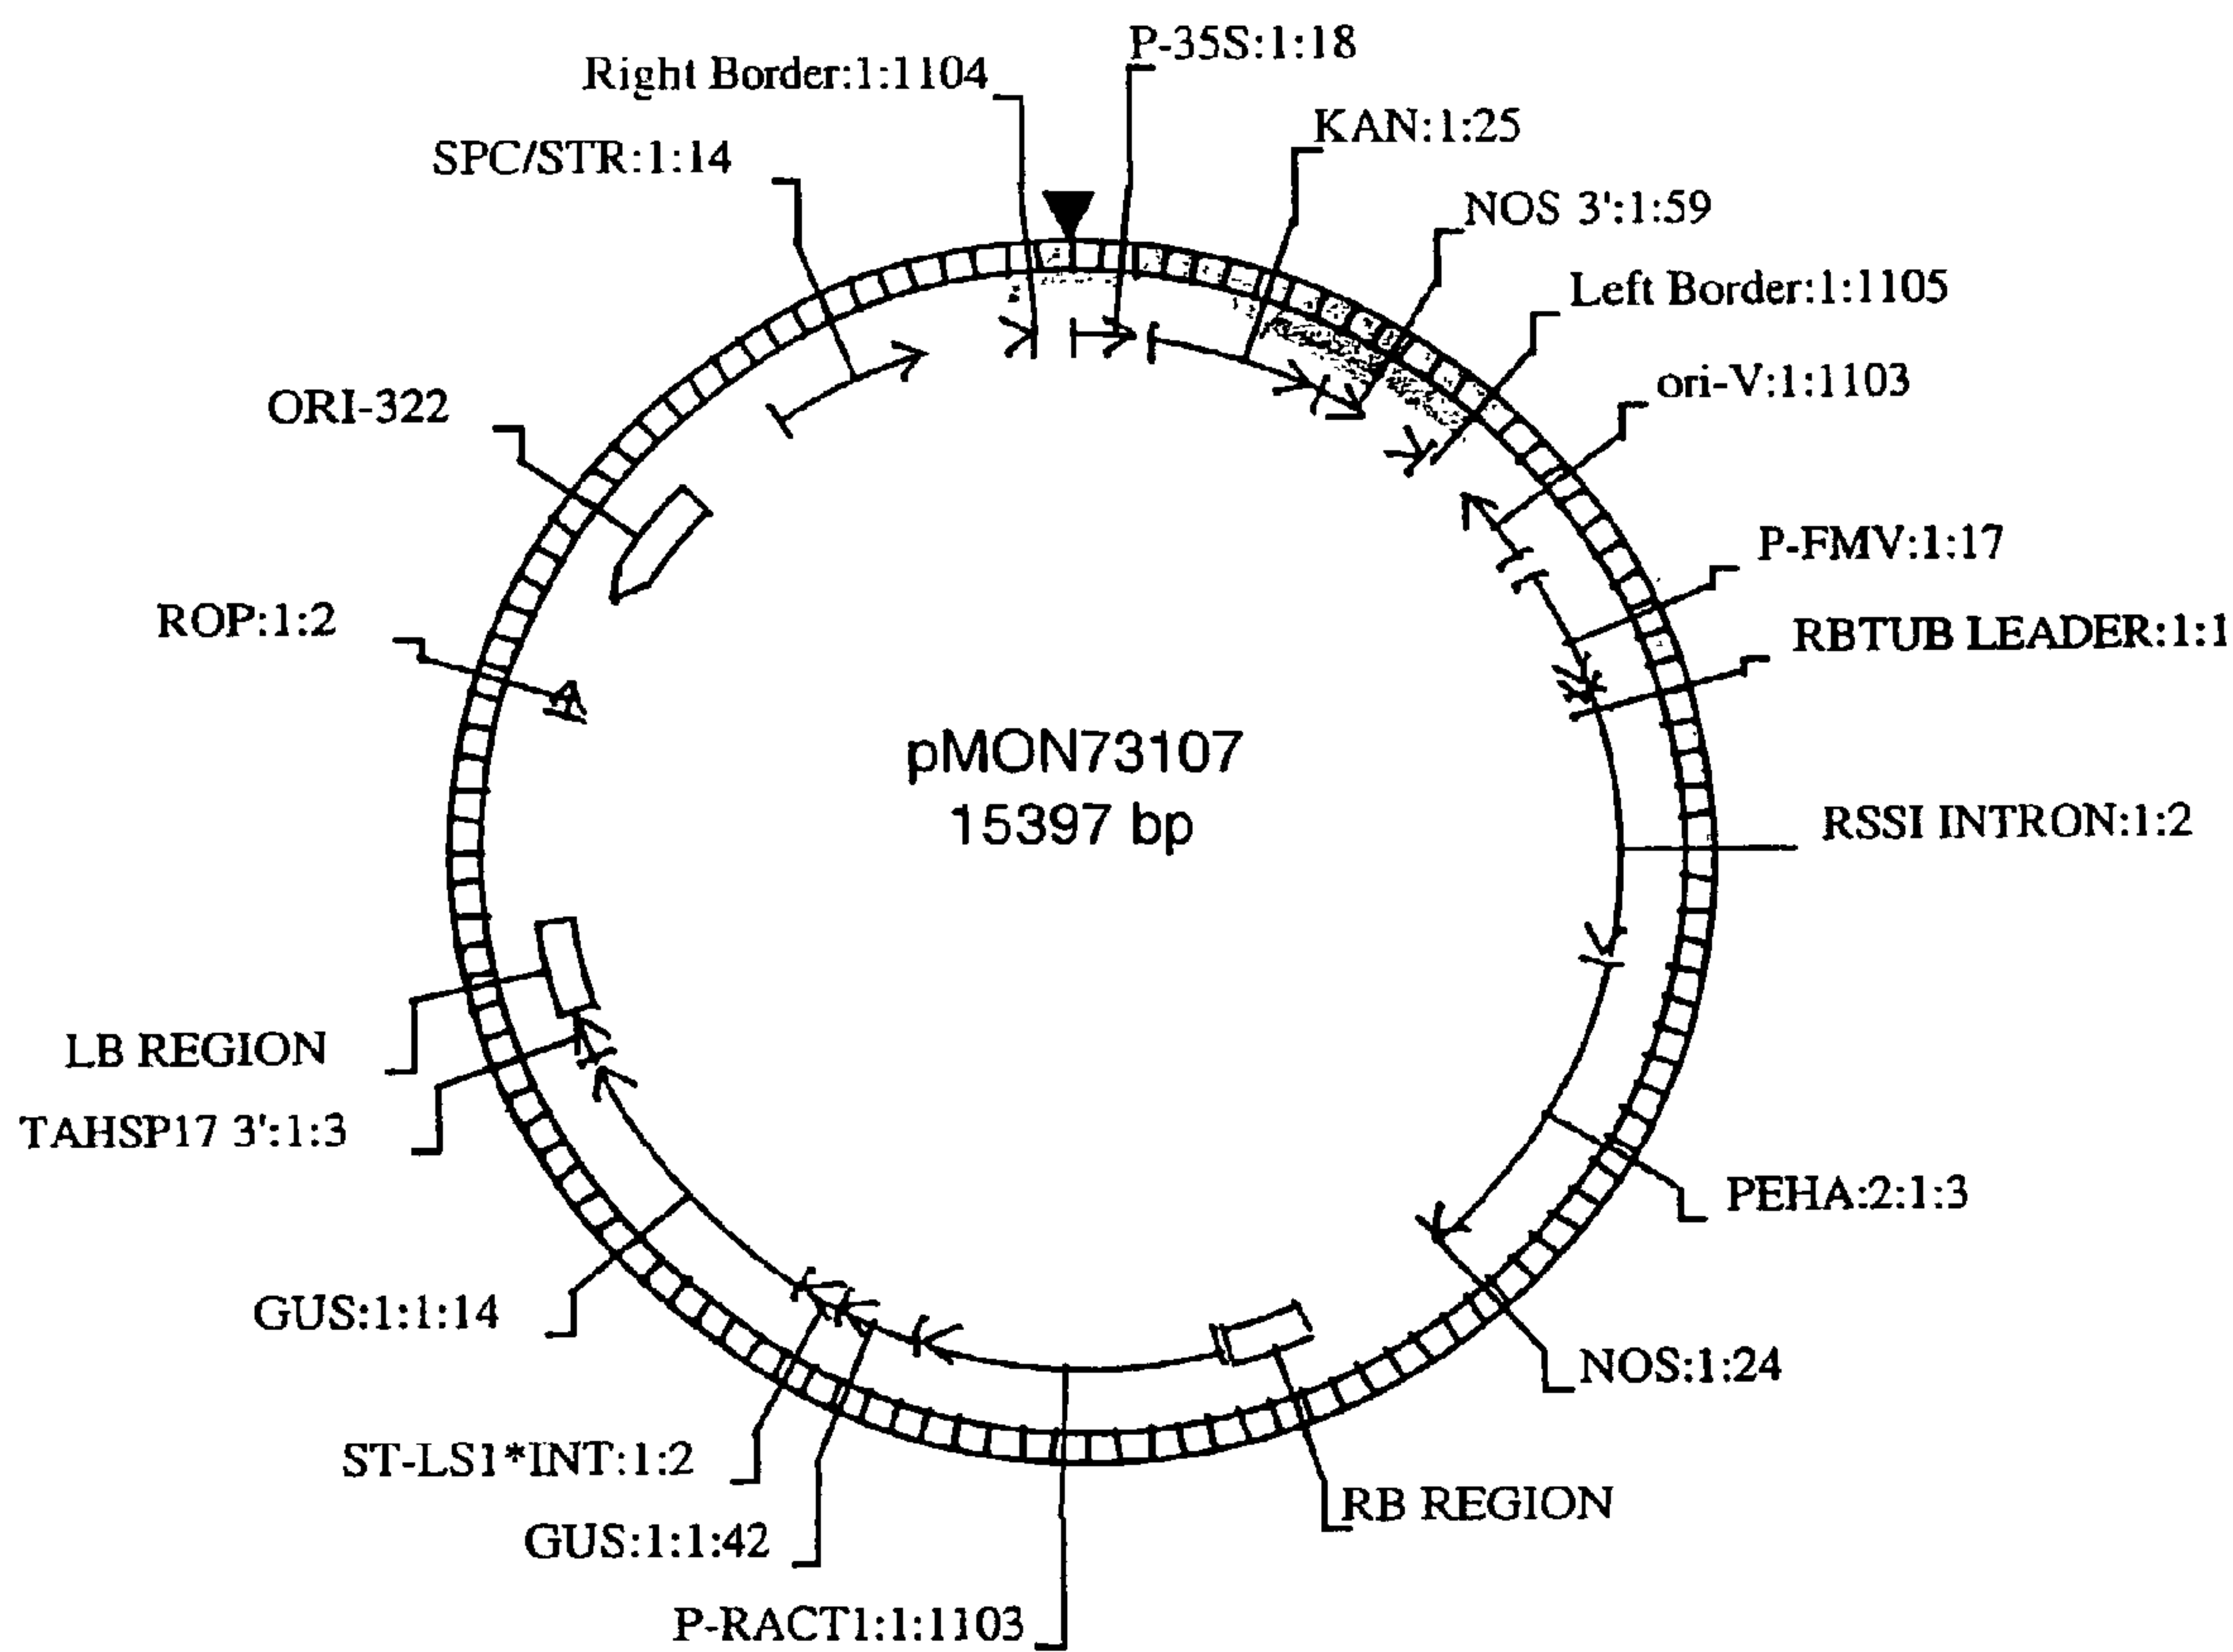 P-35S:1:18
Right Border:1:1104
KAN:1:25
SPC/STR:1:14
NOS 3':1:59
Left Border:1:1105
ori-V:1:1103
ORI-322
P-FMV:1:17
ROP:1:2
RBTUB LEADER:1:1
pMON73107
15397 bp
RSSI INTRON:1:2
LB REGION
TAHSP17 3':1:3
PEHA:2:1:3
GUS:1:1:14
NOS:1:24
ST-LS1*INT:1:2
RB REGION
GUS:1:1:42
P-RACT1:1:1103